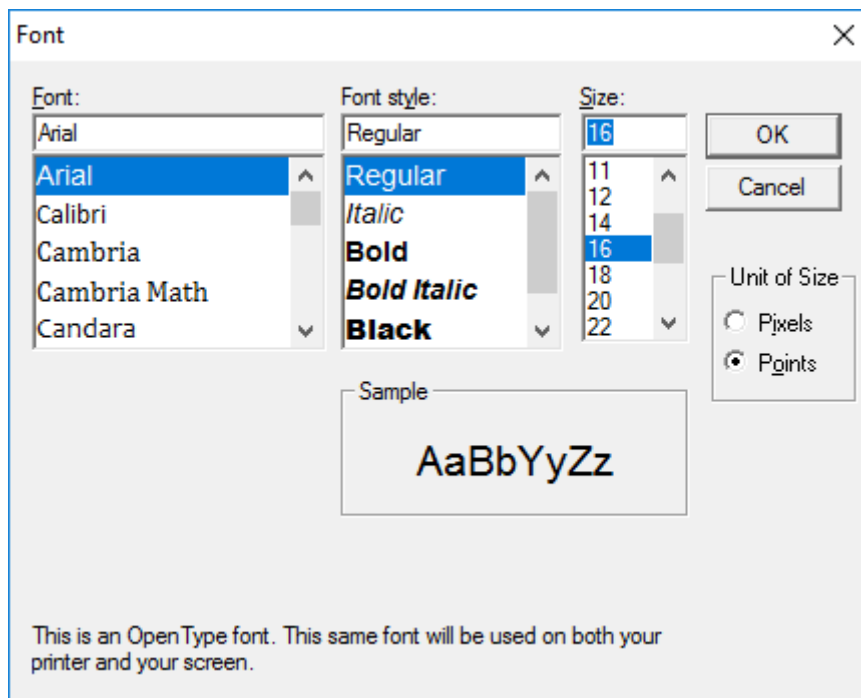 Font
Font:
Font style:
Size:
Arial
Regular
16
OK
Cancel
Arial
Calibri
Cambria
Cambria Math
Candara
Regular
Italic
Bold
Bold Italic
Black
11
12
14
16
18
20
22
Unit of Size
Pixels
Points
Sample
AaBbYyZz
This is an OpenType font. This same font will be used on both your
printer and your screen.